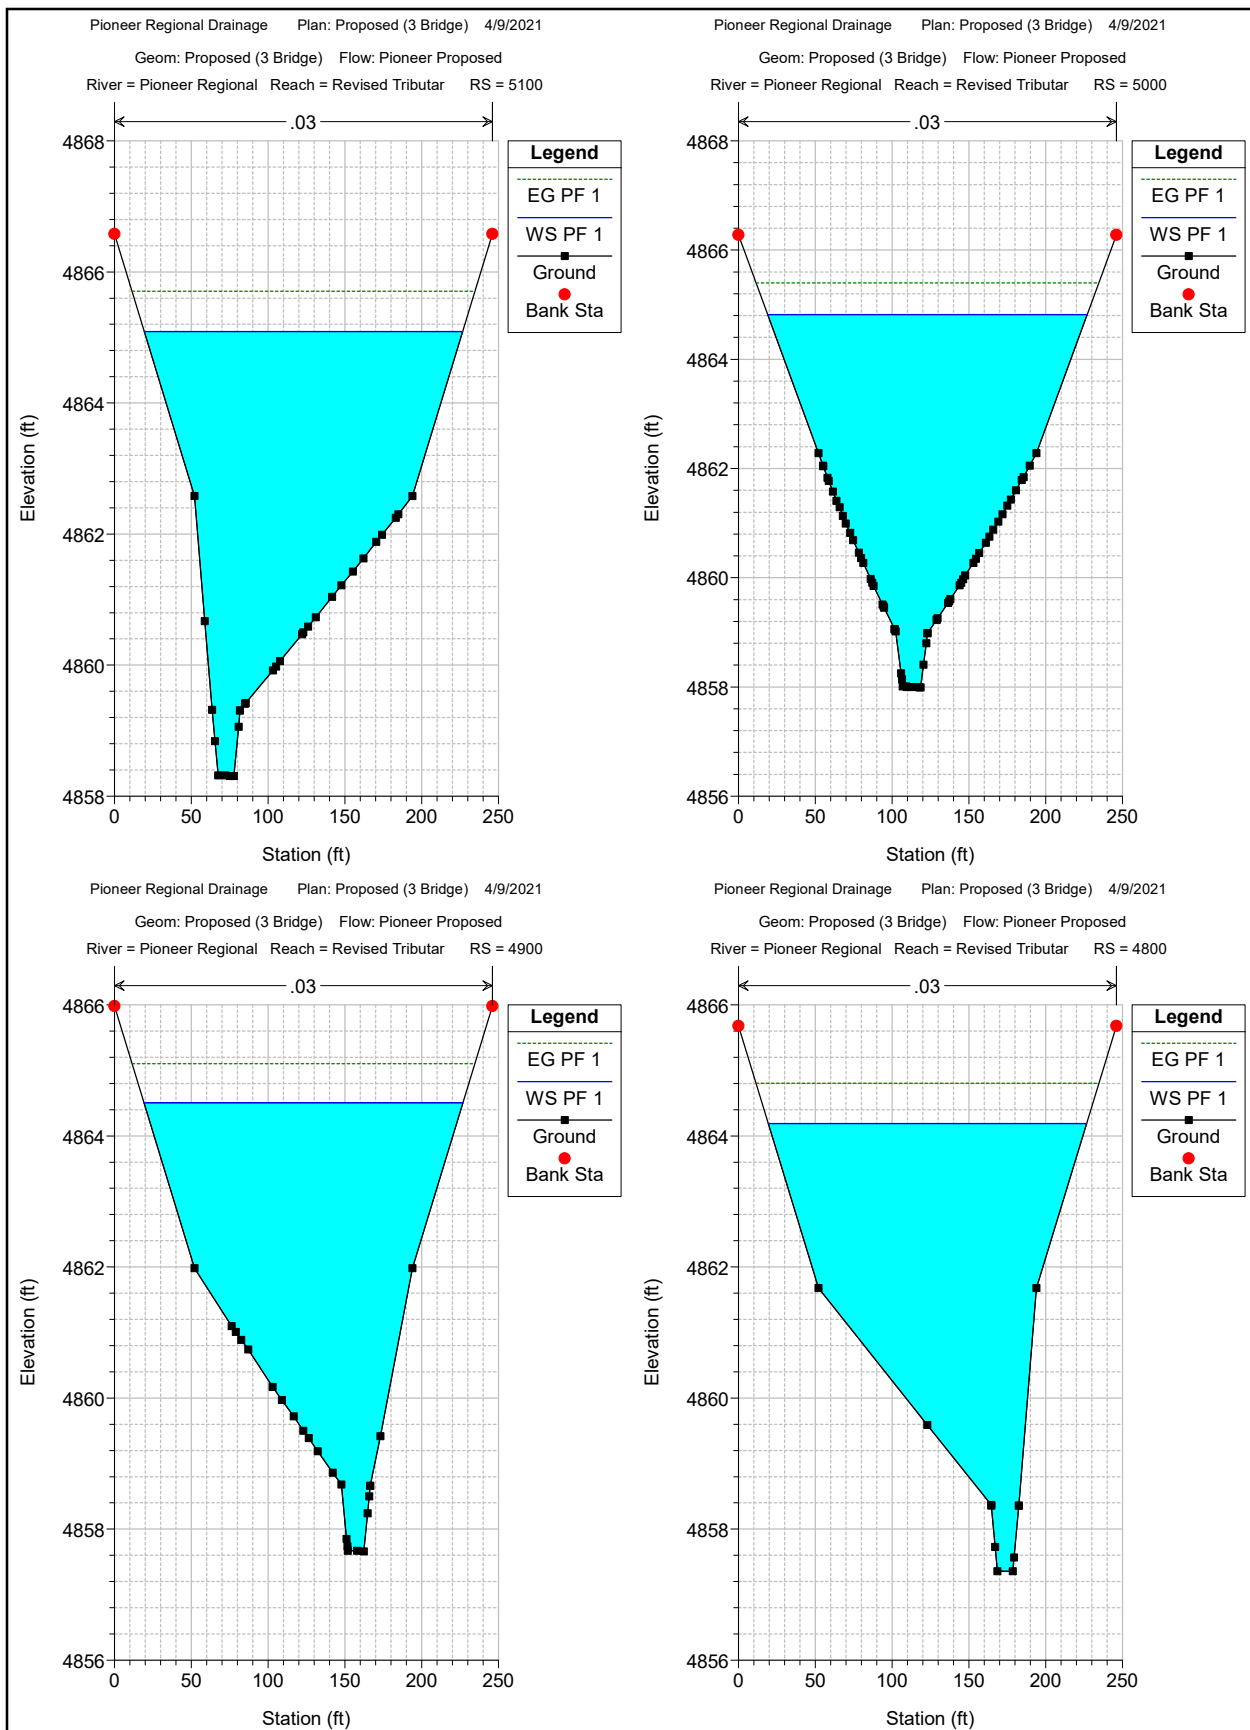 Pioneer Regional Drainage Plan: Proposed (3 Bridge) 4/9/2021
Geom: Proposed (3 Bridge) Flow: Pioneer Proposed
River = Pioneer Regional Reach = Revised Tributar RS = 5100
.03
4868
4866
4864
4862
4860
4858
Elevation (ft)
0 50 100 150 200 250
Station (ft)
Legend
EG PF 1
WS PF 1
Ground
Bank Sta
Pioneer Regional Drainage Plan: Proposed (3 Bridge) 4/9/2021
Geom: Proposed (3 Bridge) Flow: Pioneer Proposed
River = Pioneer Regional Reach = Revised Tributar RS = 5000
.03
4868
4866
4864
4862
4860
4858
4856
Elevation (ft)
0 50 100 150 200 250
Station (ft)
Legend
EG PF 1
WS PF 1
Ground
Bank Sta
Pioneer Regional Drainage Plan: Proposed (3 Bridge) 4/9/2021
Geom: Proposed (3 Bridge) Flow: Pioneer Proposed
River = Pioneer Regional Reach = Revised Tributar RS = 4900
.03
4866
4864
4862
4860
4858
4856
Elevation (ft)
0 50 100 150 200 250
Station (ft)
Legend
EG PF 1
WS PF 1
Ground
Bank Sta
Pioneer Regional Drainage Plan: Proposed (3 Bridge) 4/9/2021
Geom: Proposed (3 Bridge) Flow: Pioneer Proposed
River = Pioneer Regional Reach = Revised Tributar RS = 4800
.03
4866
4864
4862
4860
4858
4856
Elevation (ft)
0 50 100 150 200 250
Station (ft)
Legend
EG PF 1
WS PF 1
Ground
Bank Sta